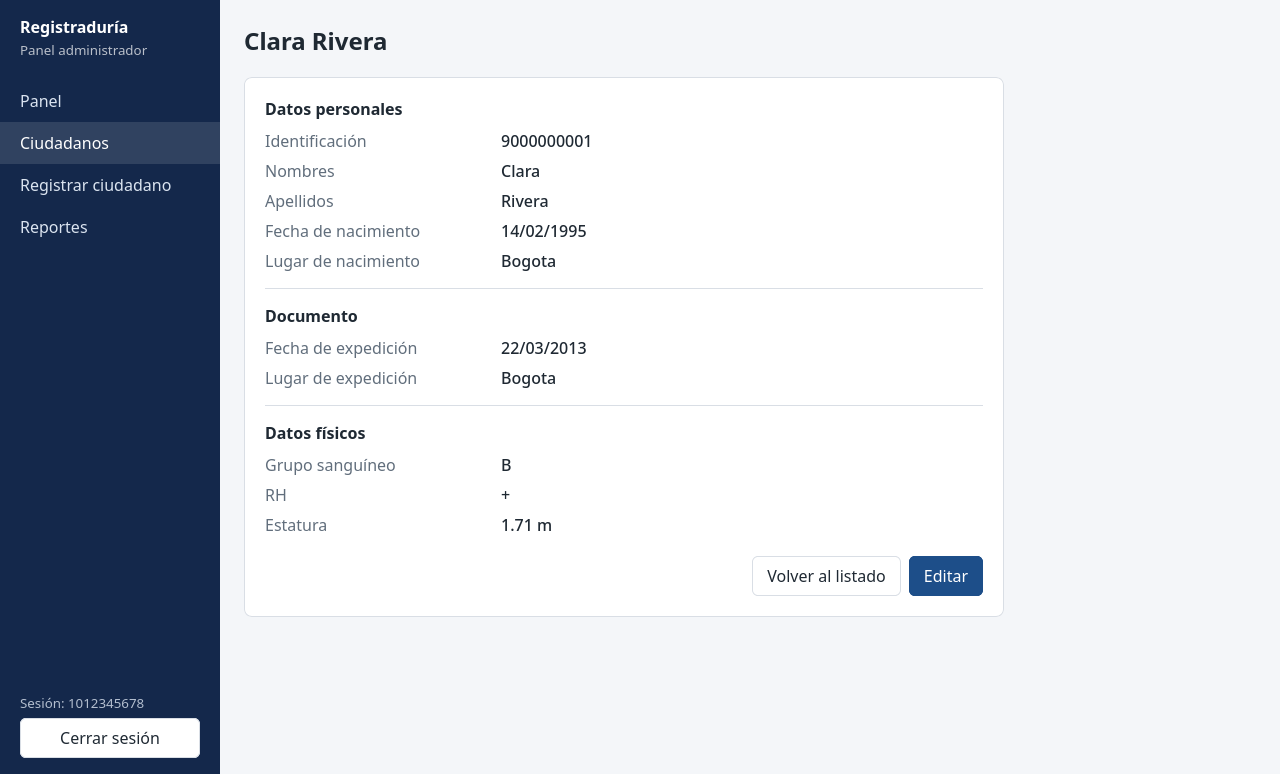 Registraduría
Panel administrador
Panel
Ciudadanos
Registrar ciudadano
Reportes
Sesión: 1012345678
Cerrar sesión
Clara Rivera
Datos personales
Identificación 9000000001
Nombres Clara
Apellidos Rivera
Fecha de nacimiento 14/02/1995
Lugar de nacimiento Bogota
Documento
Fecha de expedición 22/03/2013
Lugar de expedición Bogota
Datos físicos
Grupo sanguíneo B
RH +
Estatura 1.71 m
Volver al listado Editar